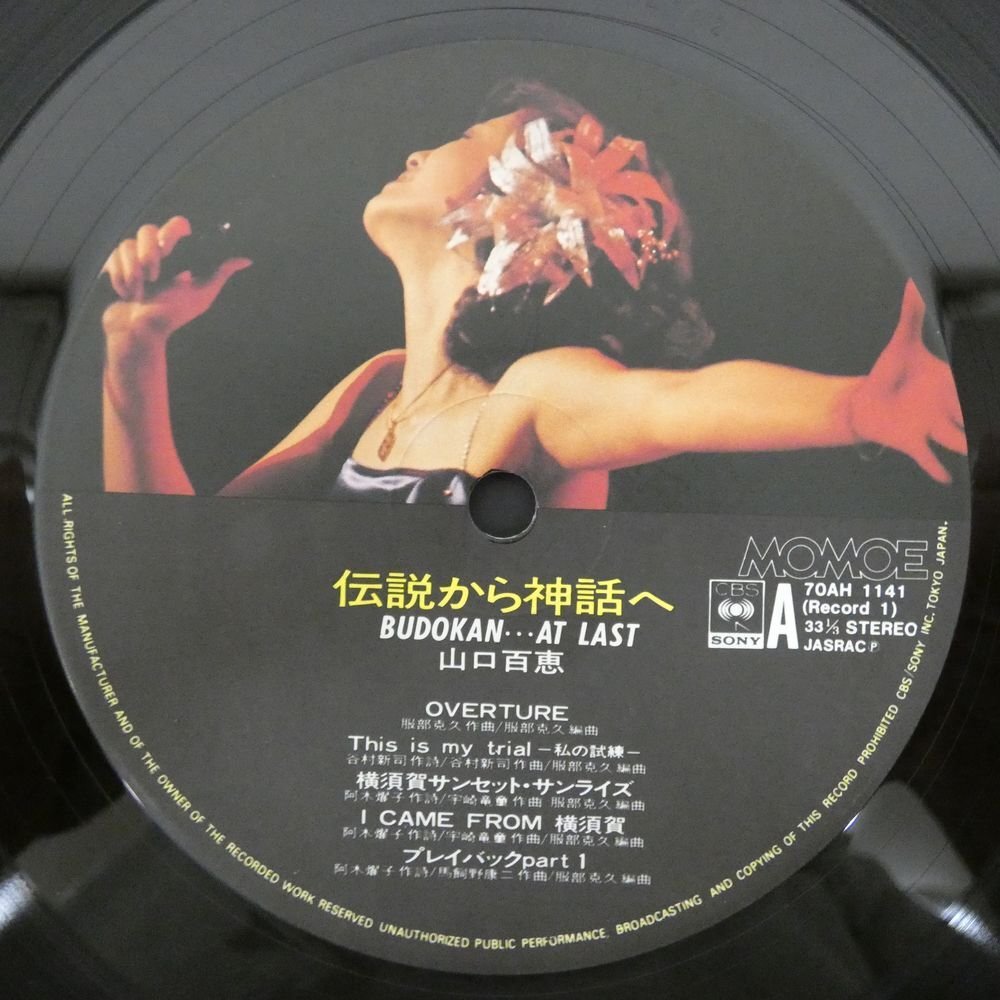 伝説から神話へ
BUDOKAN…AT LAST
山口百恵
MOMOE
CBS
SONY
A
70AH 1141
(Record 1)
33⅓ STEREO
JASRAC Ⓟ
OVERTURE
服部克久作曲/服部克久編曲
This is my trial－私の試練－
谷村新司作詩/谷村新司作曲/服部克久編曲
横須賀サンセット・サンライズ
阿木燿子作詩/宇崎竜童作曲 服部克久編曲
I CAME FROM 横須賀
阿木燿子作詩/宇崎竜童作曲/服部克久編曲
プレイバックpart 1
阿木燿子作詩/馬飼野康二作曲/服部克久編曲
ALL RIGHTS OF THE MANUFACTURER AND OF THE OWNER OF THE RECORDED WORK RESERVED UNAUTHORIZED PUBLIC PERFORMANCE, BROADCASTING AND COPYING OF THIS RECORD PROHIBITED CBS/SONY INC. TOKYO JAPAN.